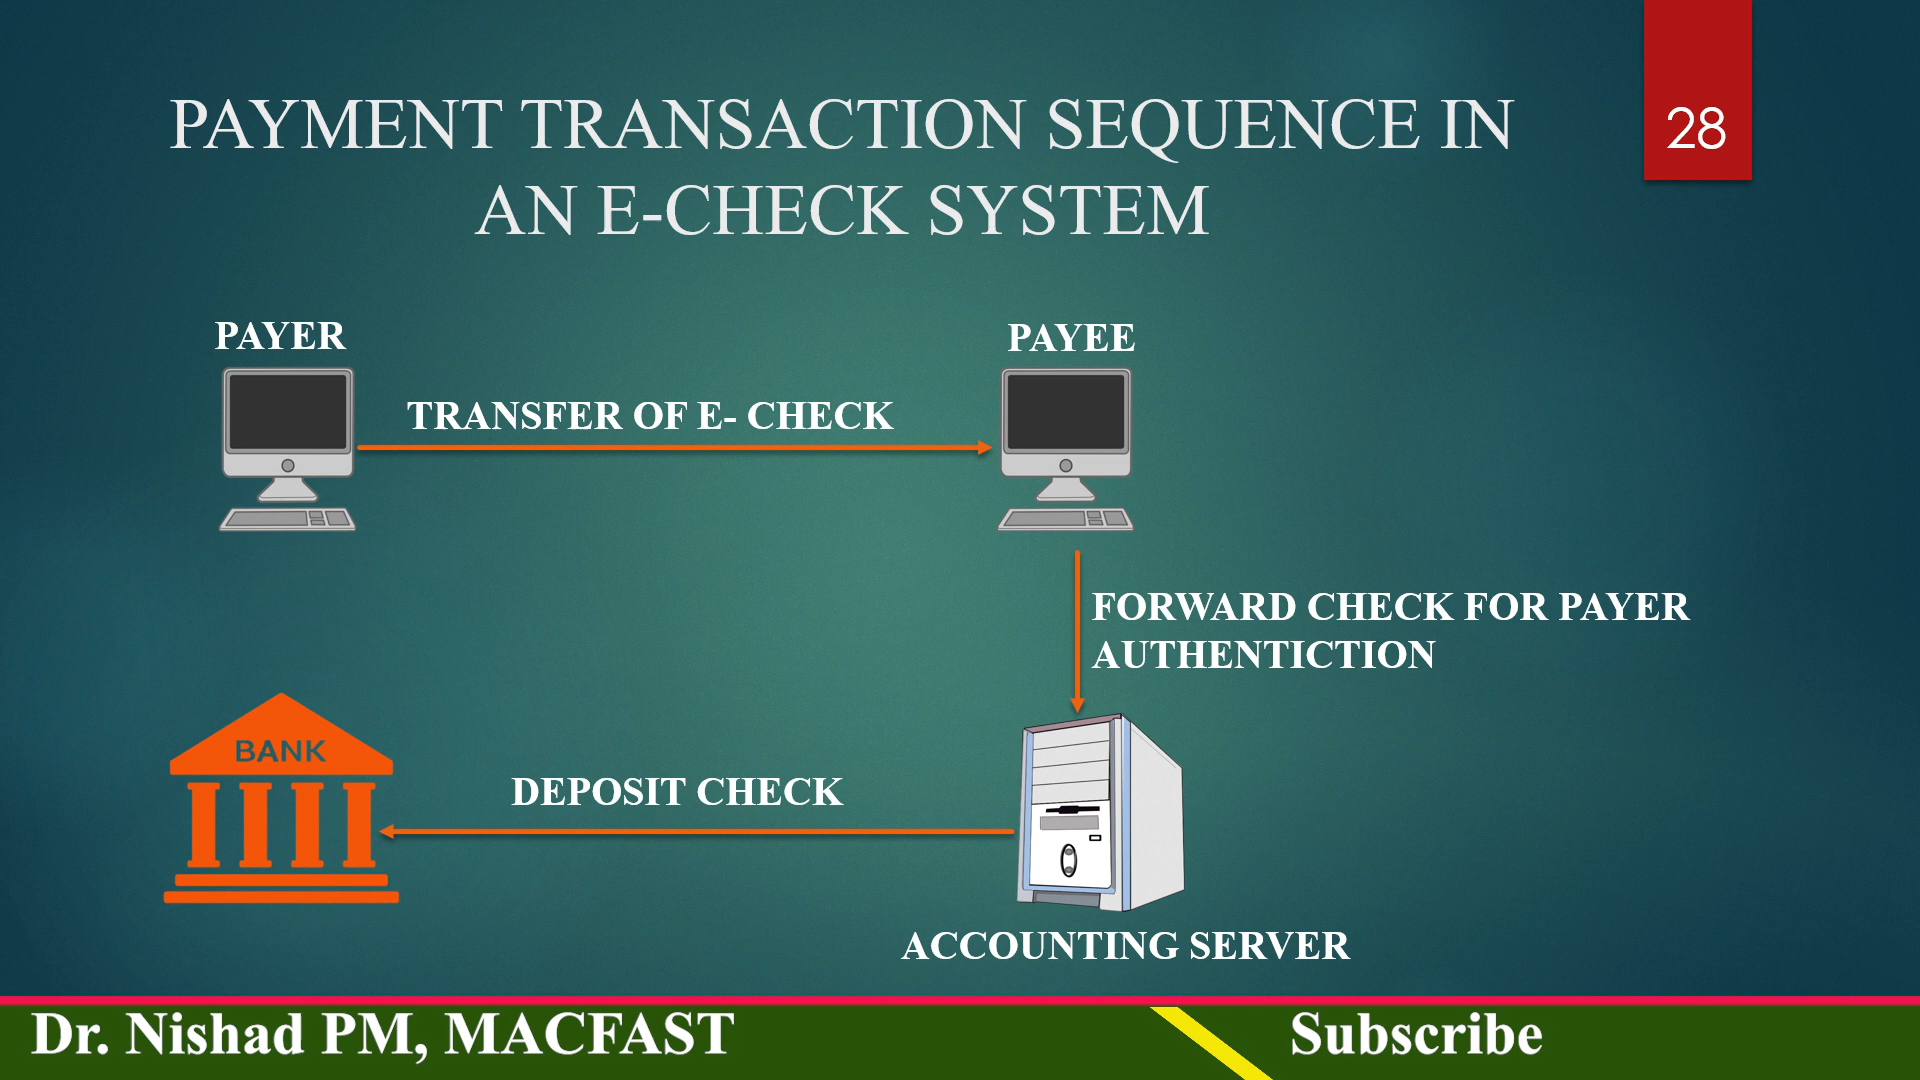 PAYMENT TRANSACTION SEQUENCE IN
AN E-CHECK SYSTEM
28
PAYER
PAYEE
TRANSFER OF E- CHECK
FORWARD CHECK FOR PAYER
AUTHENTICTION
BANK
DEPOSIT CHECK
ACCOUNTING SERVER
Dr. Nishad PM, MACFAST
Subscribe